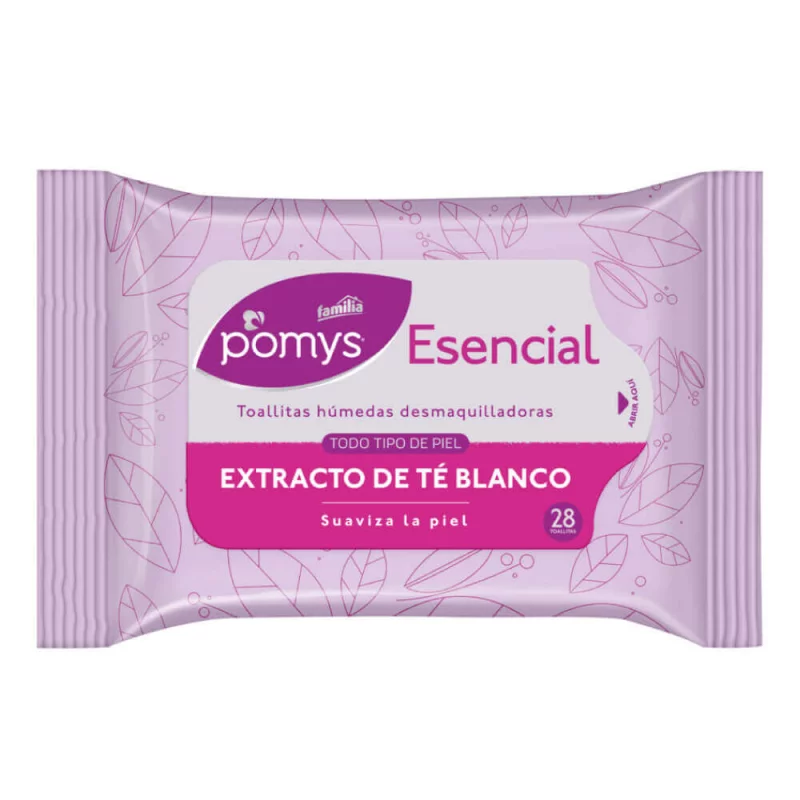 familia
pomys
Esencial
Toallitas húmedas desmaquilladoras
ABRIR AQUÍ
TODO TIPO DE PIEL
EXTRACTO DE TÉ BLANCO
Suaviza la piel
28
TOALLITAS